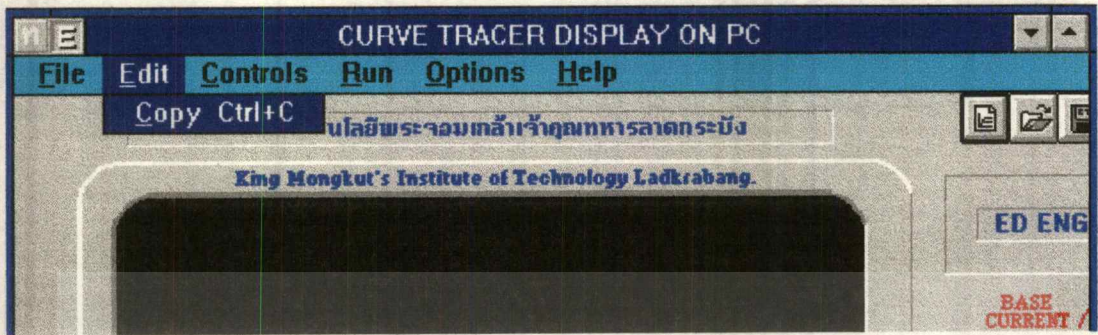 CURVE TRACER DISPLAY ON PC
File Edit Controls Run Options Help
Copy Ctrl+C
นโลยีพระจอมเกล้าเจ้าคุณทหารลาดกระบัง
King Mongkut's Institute of Technology Ladkrabang.
ED ENG
BASE
CURRENT /